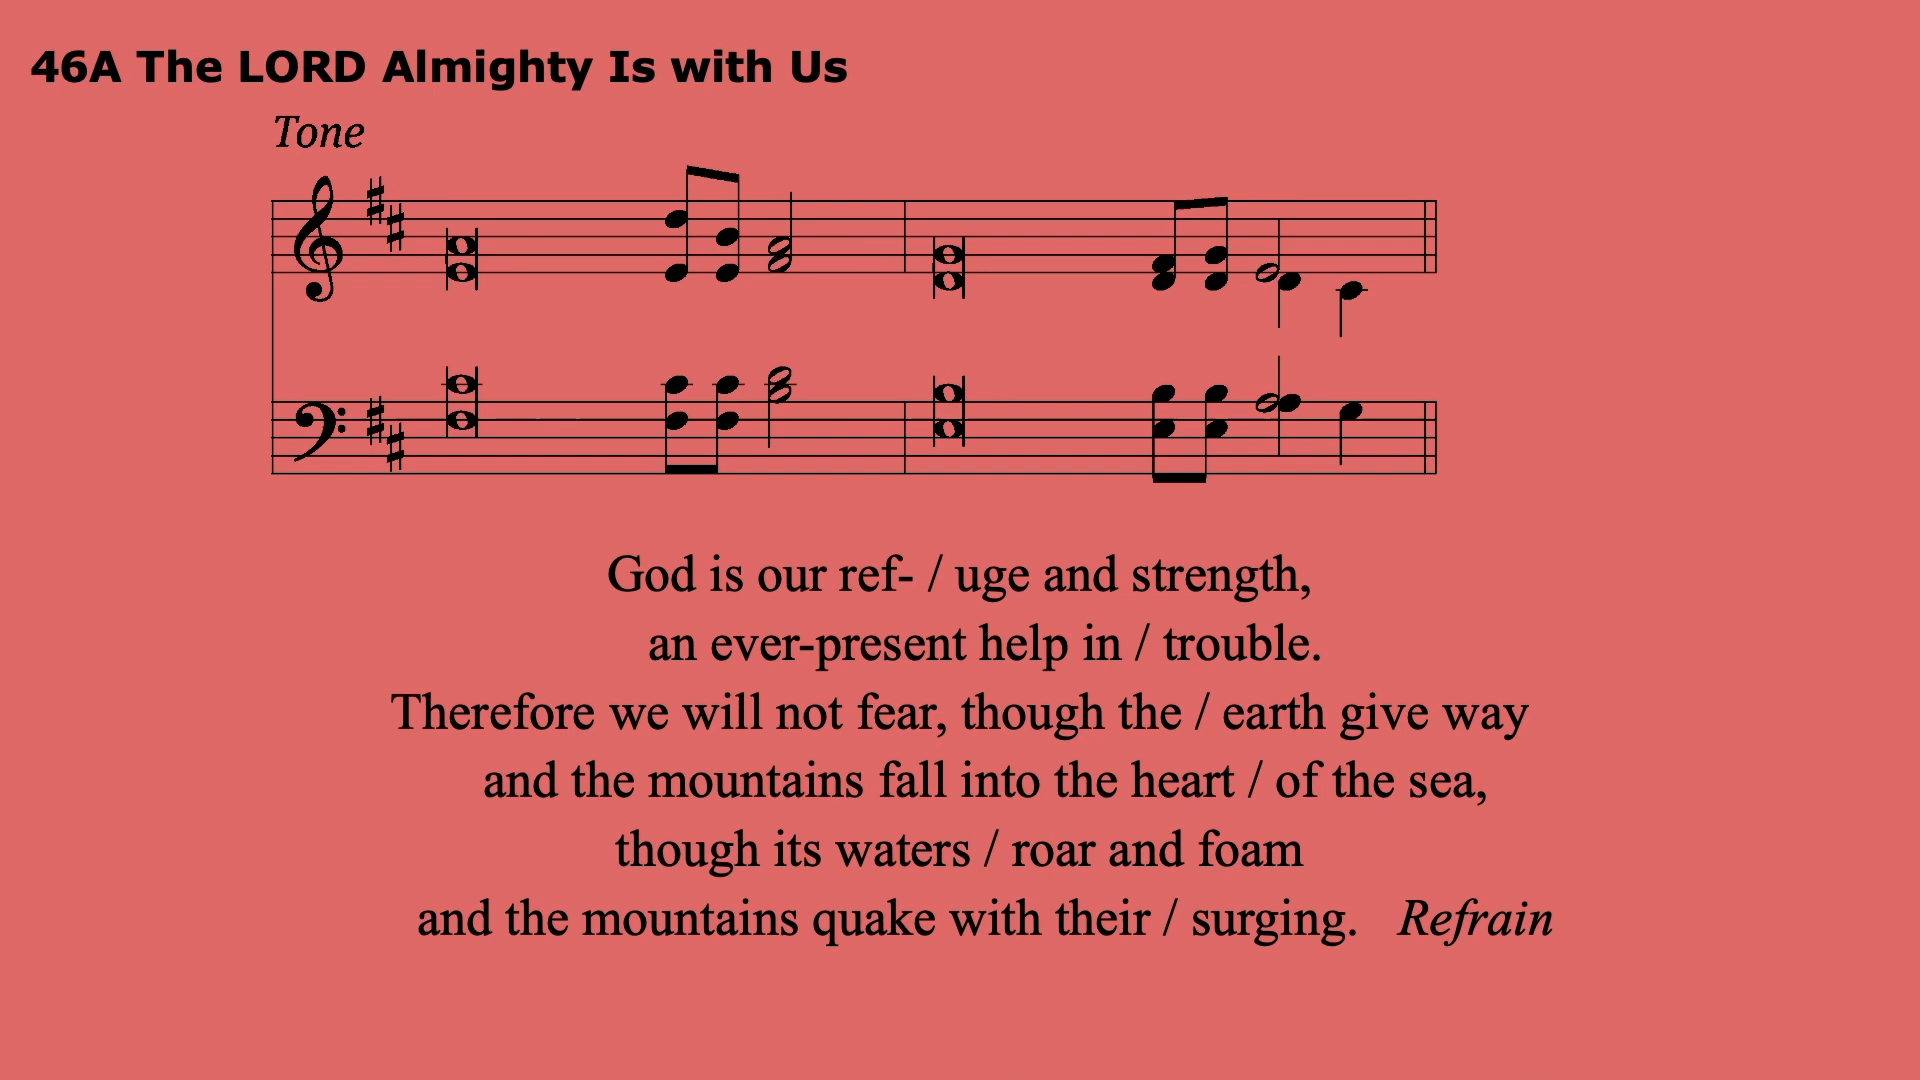 46A The LORD Almighty Is with Us
Tone
God is our ref- / uge and strength,
an ever-present help in / trouble.
Therefore we will not fear, though the / earth give way
and the mountains fall into the heart / of the sea,
though its waters / roar and foam
and the mountains quake with their / surging. Refrain